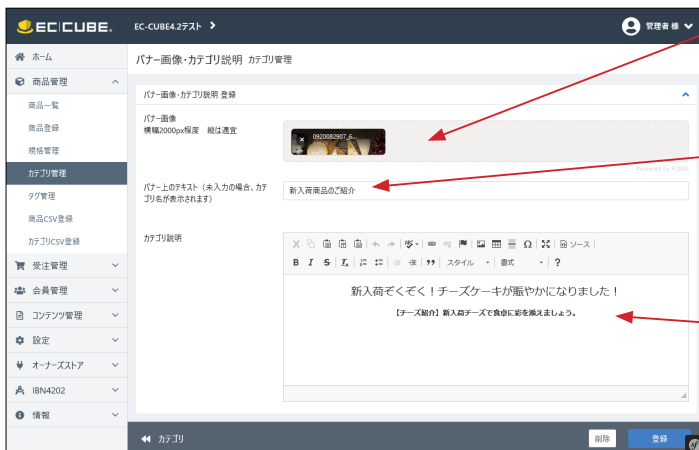 EC CUBE.
EC-CUBE4.2テスト
管理者 様
ホーム
商品管理
商品一覧
商品登録
規格管理
カテゴリ管理
タグ管理
商品CSV登録
カテゴリCSV登録
受注管理
会員管理
コンテンツ管理
設定
オーナーズストア
IBN4202
情報
バナー画像・カテゴリ説明 カテゴリ管理
バナー画像・カテゴリ説明 登録
バナー画像
横幅2000px程度 縦は適宜
0920082907_6...
Powered by PQINA
バナー上のテキスト（未入力の場合、カテ
ゴリ名が表示されます）
新入荷商品のご紹介
カテゴリ説明
ソース
B I S Ix
スタイル
書式
?
新入荷ぞくぞく！チーズケーキが賑やかになりました！
【チーズ紹介】新入荷チーズで食卓に彩を添えましょう。
カテゴリ
削除
登録